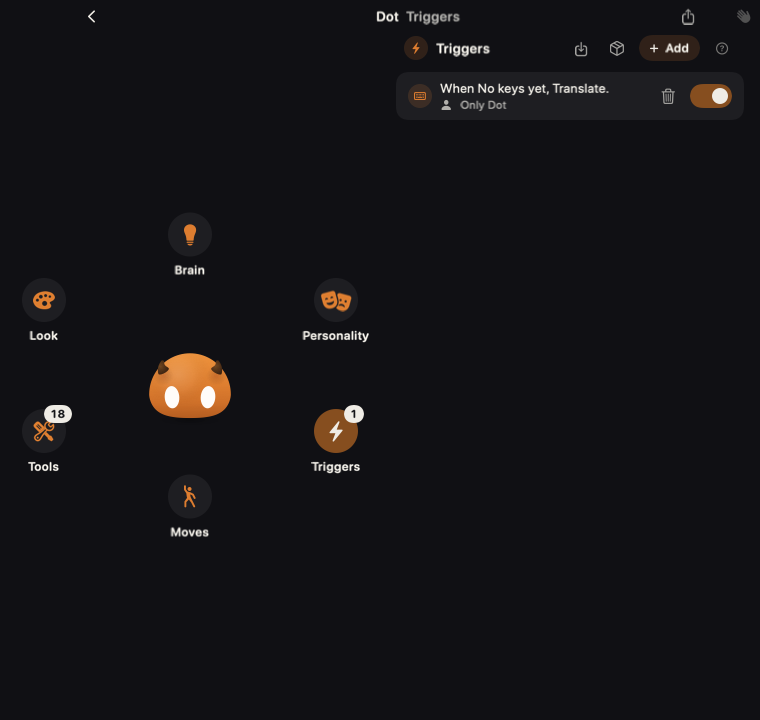 Dot Triggers
Triggers
+ Add
When No keys yet, Translate.
Only Dot
Brain
Look
Personality
18
Tools
1
Triggers
Moves